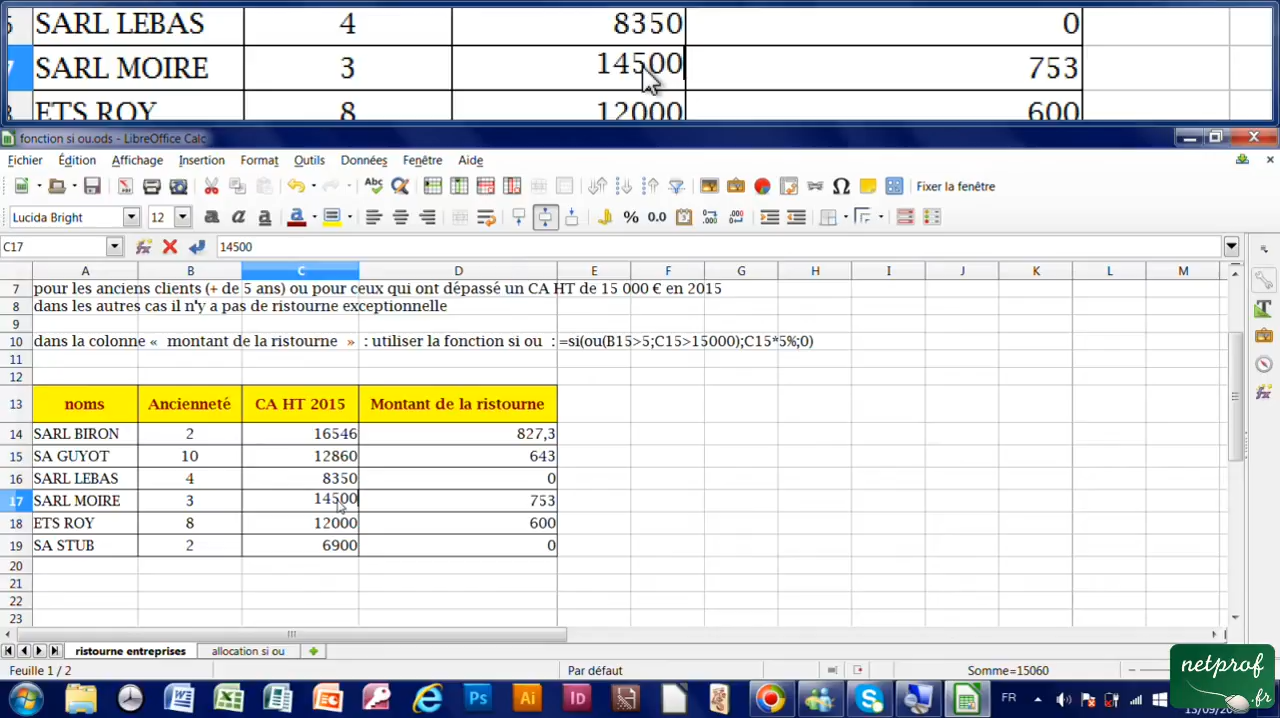 5 SARL LEBAS 4 8350 0
7 SARL MOIRE 3 14500 753
8 ETS ROY 8 12000 600
fonction si ou.ods - LibreOffice Calc
Fichier Édition Affichage Insertion Format Outils Données Fenêtre Aide
Fixer la fenêtre
Lucida Bright 12
C17 14500
A B C D E F G H I J K L M
7 pour les anciens clients (+ de 5 ans) ou pour ceux qui ont dépassé un CA HT de 15 000 € en 2015
8 dans les autres cas il n'y a pas de ristourne exceptionnelle
9
10 dans la colonne « montant de la ristourne » : utiliser la fonction si ou : =si(ou(B15>5;C15>15000);C15*5%;0)
11
12
13 noms Ancienneté CA HT 2015 Montant de la ristourne
14 SARL BIRON 2 16546 827,3
15 SA GUYOT 10 12860 643
16 SARL LEBAS 4 8350 0
17 SARL MOIRE 3 14500 753
18 ETS ROY 8 12000 600
19 SA STUB 2 6900 0
20
21
22
23
ristourne entreprises allocation si ou
Feuille 1 / 2 Par défaut Somme=15060
netprof.fr
FR